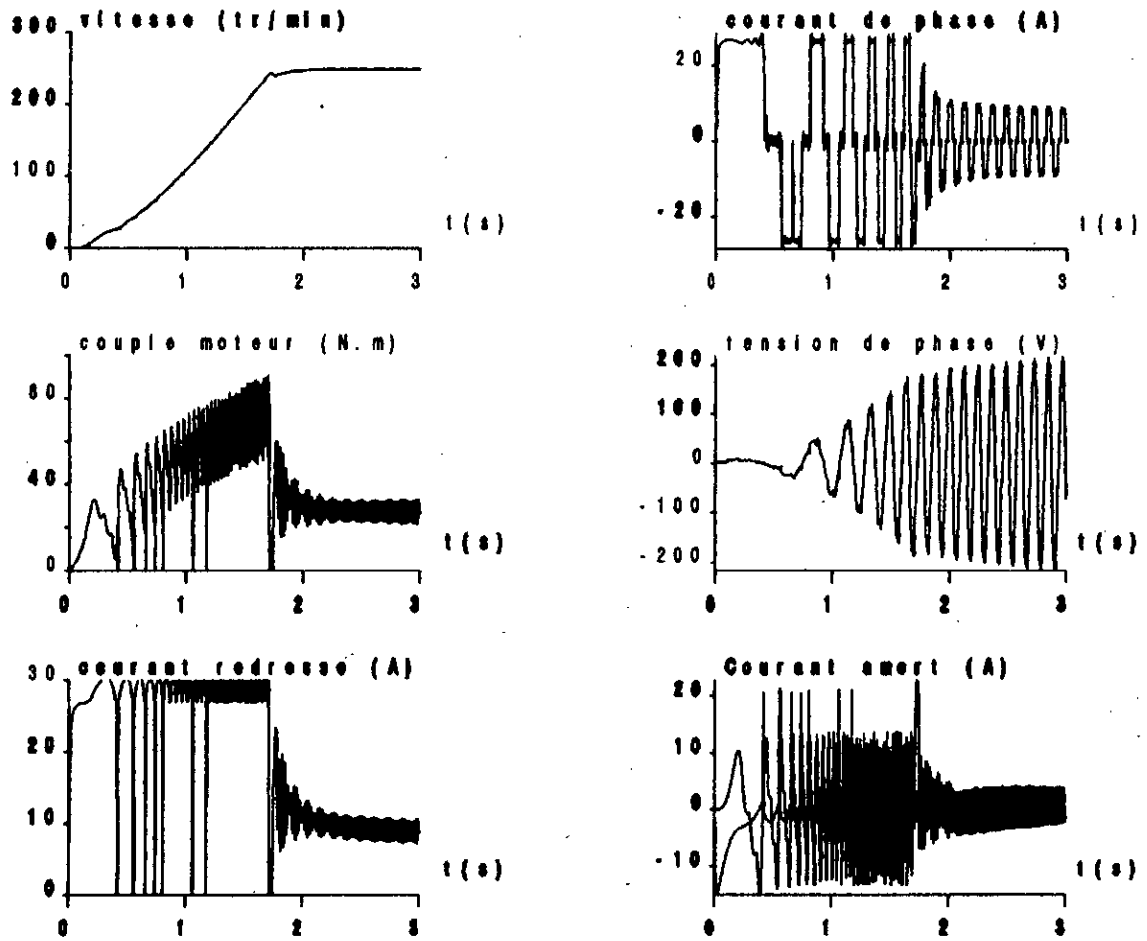 300 vitesse (tr/min)
200
100
0
0 1 2 3
t(s)
courant de phase (A)
20
0
-20
0 1 2 3
t(s)
couple moteur (N.m)
80
60
40
20
0
0 1 2 3
t(s)
tension de phase (V)
200
100
0
-100
-200
0 1 2 3
t(s)
30 courant redresse (A)
20
10
0
0 1 2 3
t(s)
Courant amort (A)
20
10
0
-10
0 1 2 3
t(s)